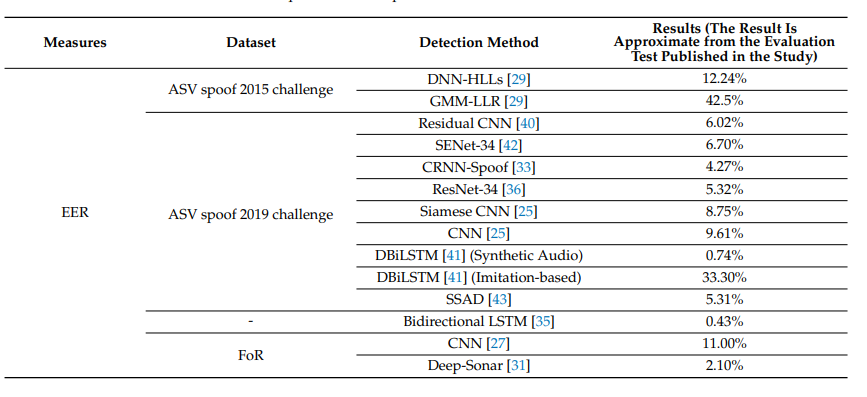 Measures Dataset Detection Method Results (The Result Is
Approximate from the Evaluation
Test Published in the Study)
EER
ASV spoof 2015 challenge
DNN-HLLs [29] 12.24%
GMM-LLR [29] 42.5%
ASV spoof 2019 challenge
Residual CNN [40] 6.02%
SENet-34 [42] 6.70%
CRNN-Spoof [33] 4.27%
ResNet-34 [36] 5.32%
Siamese CNN [25] 8.75%
CNN [25] 9.61%
DBiLSTM [41] (Synthetic Audio) 0.74%
DBiLSTM [41] (Imitation-based) 33.30%
SSAD [43] 5.31%
- Bidirectional LSTM [35] 0.43%
FoR
CNN [27] 11.00%
Deep-Sonar [31] 2.10%